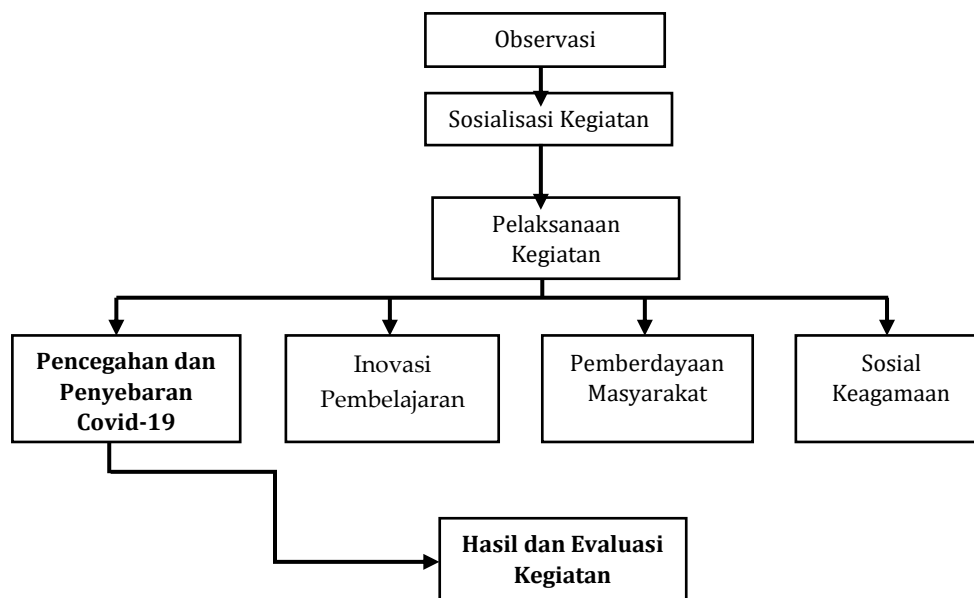 Observasi
Sosialisasi Kegiatan
Pelaksanaan
Kegiatan
Pencegahan dan
Penyebaran
Covid-19
Inovasi
Pembelajaran
Pemberdayaan
Masyarakat
Sosial
Keagamaan
Hasil dan Evaluasi
Kegiatan